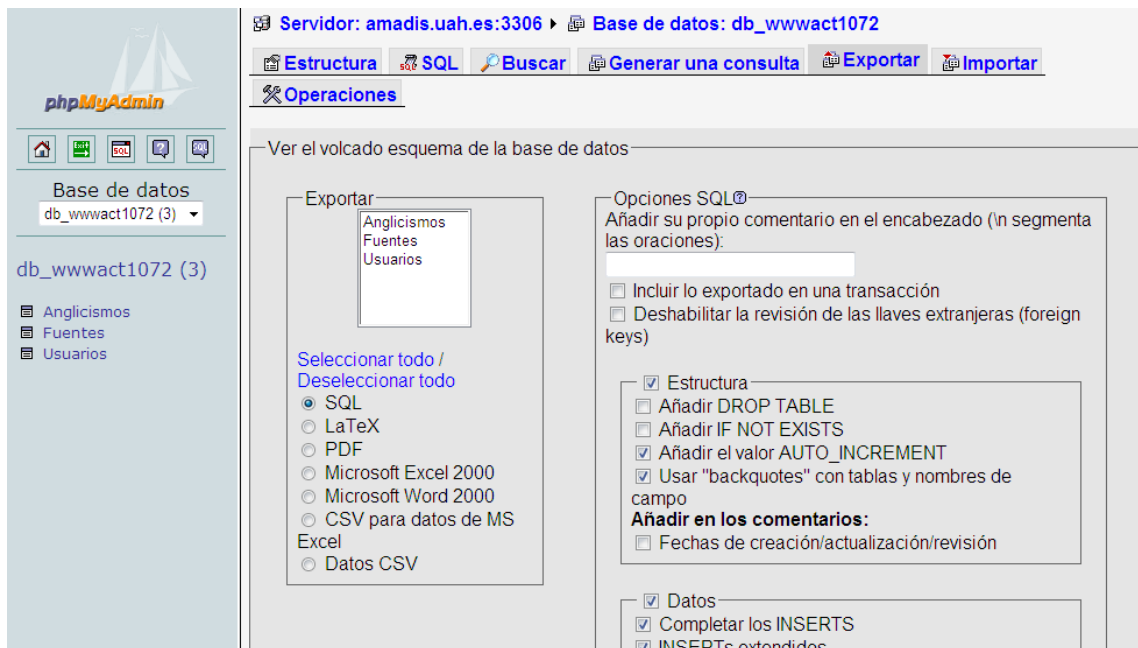 phpMyAdmin
Base de datos
db_wwwact1072 (3)
db_wwwact1072 (3)
Anglicismos
Fuentes
Usuarios
Servidor: amadis.uah.es:3306 Base de datos: db_wwwact1072
Estructura SQL Buscar Generar una consulta Exportar Importar
Operaciones
Ver el volcado esquema de la base de datos
Exportar
Anglicismos
Fuentes
Usuarios
Seleccionar todo /
Deseleccionar todo
SQL
LaTeX
PDF
Microsoft Excel 2000
Microsoft Word 2000
CSV para datos de MS
Excel
Datos CSV
Opciones SQL
Añadir su propio comentario en el encabezado (\n segmenta
las oraciones):
Incluir lo exportado en una transacción
Deshabilitar la revisión de las llaves extranjeras (foreign
keys)
Estructura
Añadir DROP TABLE
Añadir IF NOT EXISTS
Añadir el valor AUTO_INCREMENT
Usar "backquotes" con tablas y nombres de
campo
Añadir en los comentarios:
Fechas de creación/actualización/revisión
Datos
Completar los INSERTS
INSERTs extendidos